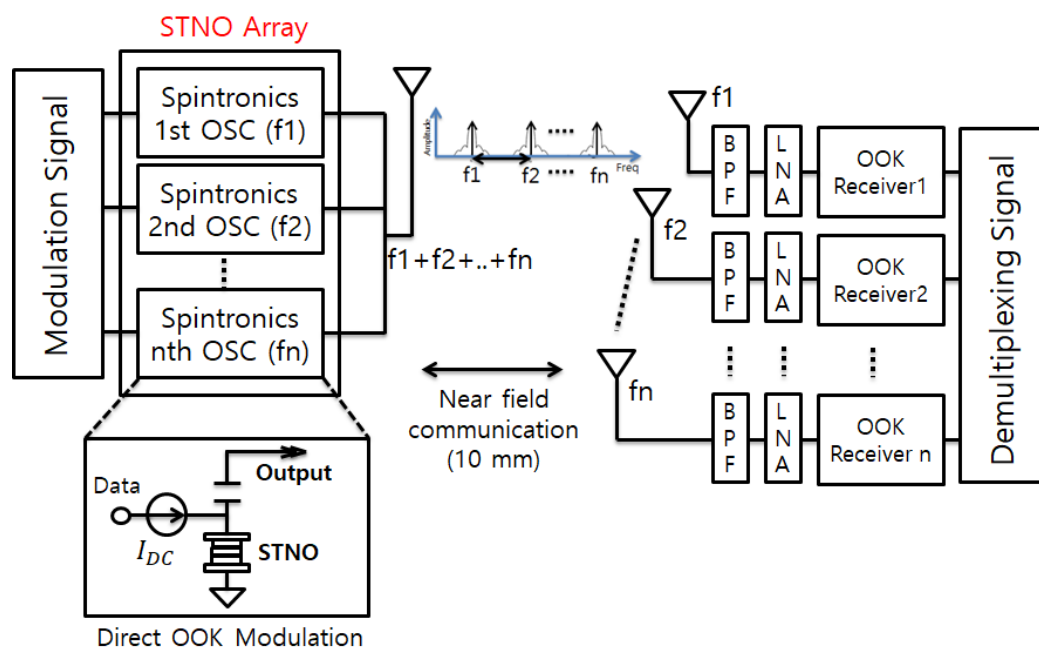 STNO Array
Modulation Signal
Spintronics
1st OSC (f1)
Spintronics
2nd OSC (f2)
Spintronics
nth OSC (fn)
f1+f2+..+fn
Amplitude
f1
f2
fn
Freq
Near field
communication
(10 mm)
f1
BPF
LNA
OOK
Receiver1
f2
BPF
LNA
OOK
Receiver2
fn
BPF
LNA
OOK
Receiver n
Demultiplexing Signal
Data
I_DC
Output
STNO
Direct OOK Modulation